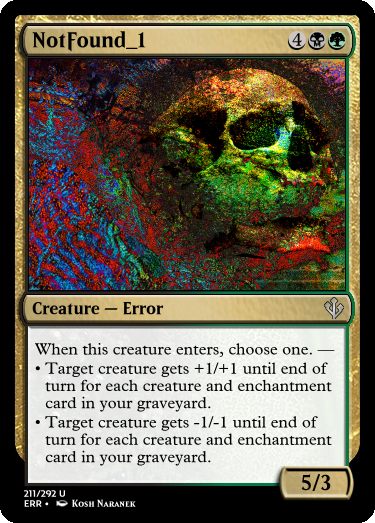 NotFound_1 4
Creature — Error
When this creature enters, choose one. —
• Target creature gets +1/+1 until end of
turn for each creature and enchantment
card in your graveyard.
• Target creature gets -1/-1 until end of
turn for each creature and enchantment
card in your graveyard.
5/3
211/292 U
ERR • Kosh Naranek